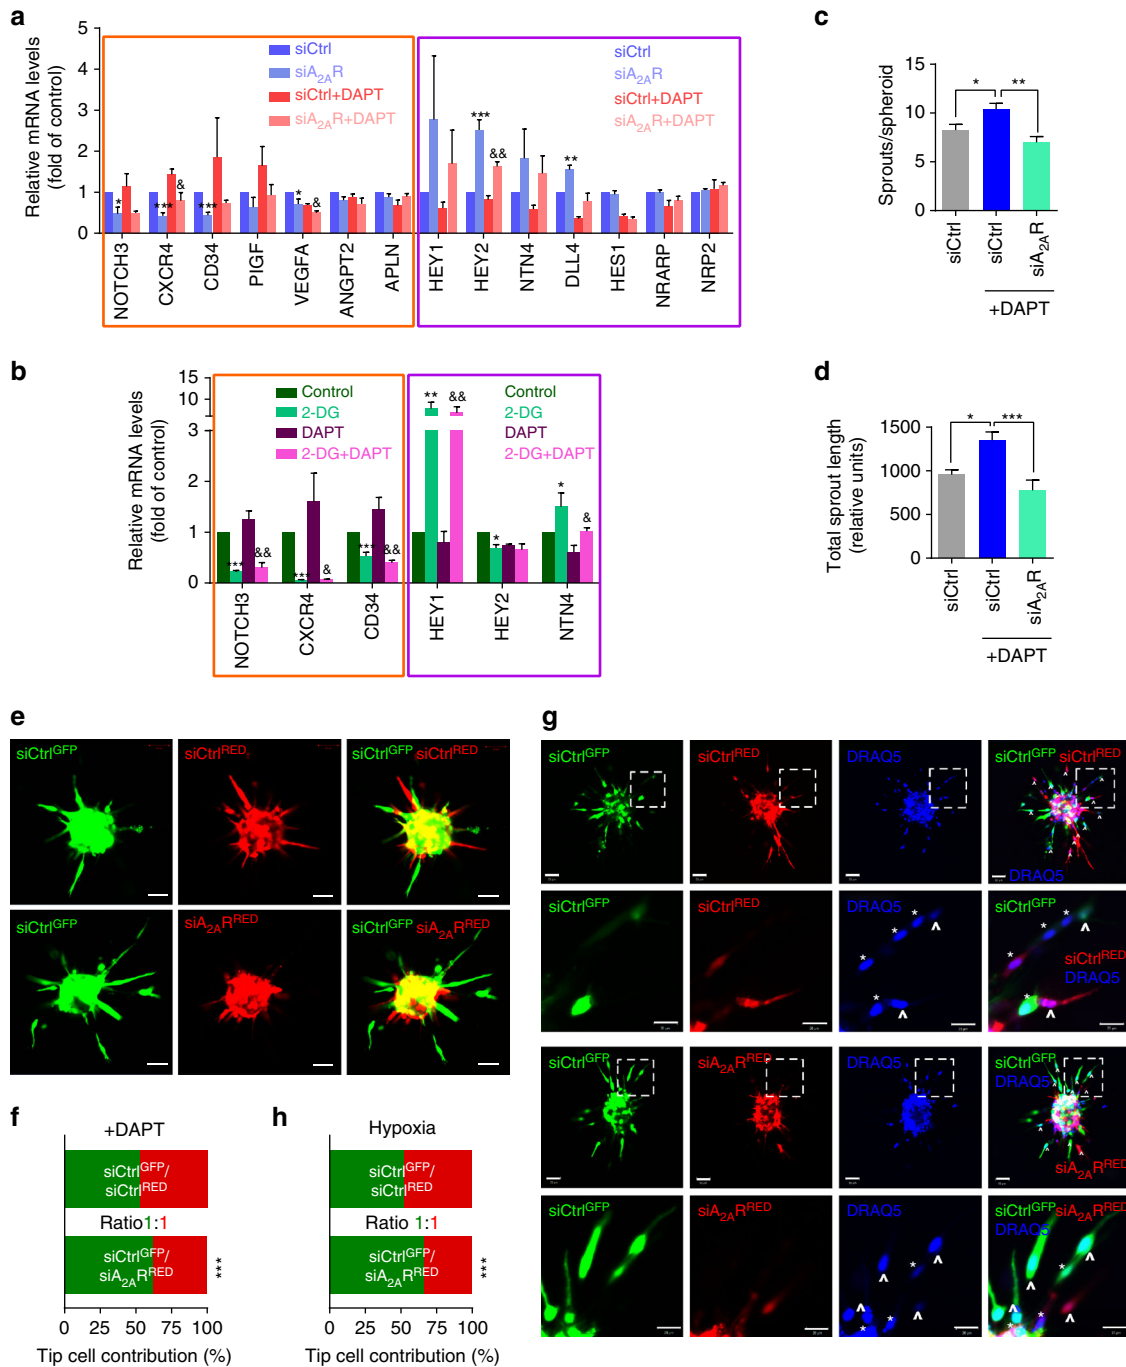 a
Relative mRNA levels
(fold of control)
5
4
3
2
1
0
siCtrl
siA2AR
siCtrl+DAPT
siA2AR+DAPT
siCtrl
siA2AR
siCtrl+DAPT
siA2AR+DAPT
* *** & *** * & *** && **
NOTCH3
CXCR4
CD34
PIGF
VEGFA
ANGPT2
APLN
HEY1
HEY2
NTN4
DLL4
HES1
NRARP
NRP2
c
Sprouts/spheroid
15
10
5
0
* **
siCtrl
siCtrl
siA2AR
+DAPT
b
Relative mRNA levels
(fold of control)
15
10
5
3
2
1
0
Control
2-DG
DAPT
2-DG+DAPT
Control
2-DG
DAPT
2-DG+DAPT
*** && *** & *** && ** && * * &
NOTCH3
CXCR4
CD34
HEY1
HEY2
NTN4
d
Total sprout length
(relative units)
1500
1000
500
0
* ***
siCtrl
siCtrl
siA2AR
+DAPT
e
siCtrlGFP
siCtrlRED
siCtrlGFP siCtrlRED
siCtrlGFP
siA2ARRED
siCtrlGFP siA2ARRED
f
+DAPT
siCtrlGFP/
siCtrlRED
Ratio1:1
siCtrlGFP/
siA2ARRED
***
0 25 50 75 100
Tip cell contribution (%)
h
Hypoxia
siCtrlGFP/
siCtrlRED
Ratio 1:1
siCtrlGFP/
siA2ARRED
***
0 25 50 75 100
Tip cell contribution (%)
g
siCtrlGFP
siCtrlRED
DRAQ5
siCtrlGFP siCtrlRED
DRAQ5
siCtrlGFP
siCtrlRED
DRAQ5
siCtrlGFP
siCtrlRED
DRAQ5
siCtrlGFP
siA2ARRED
DRAQ5
siCtrlGFP
DRAQ5
siA2ARRED
siCtrlGFP
siA2ARRED
DRAQ5
siCtrlGFP
DRAQ5
siA2ARRED